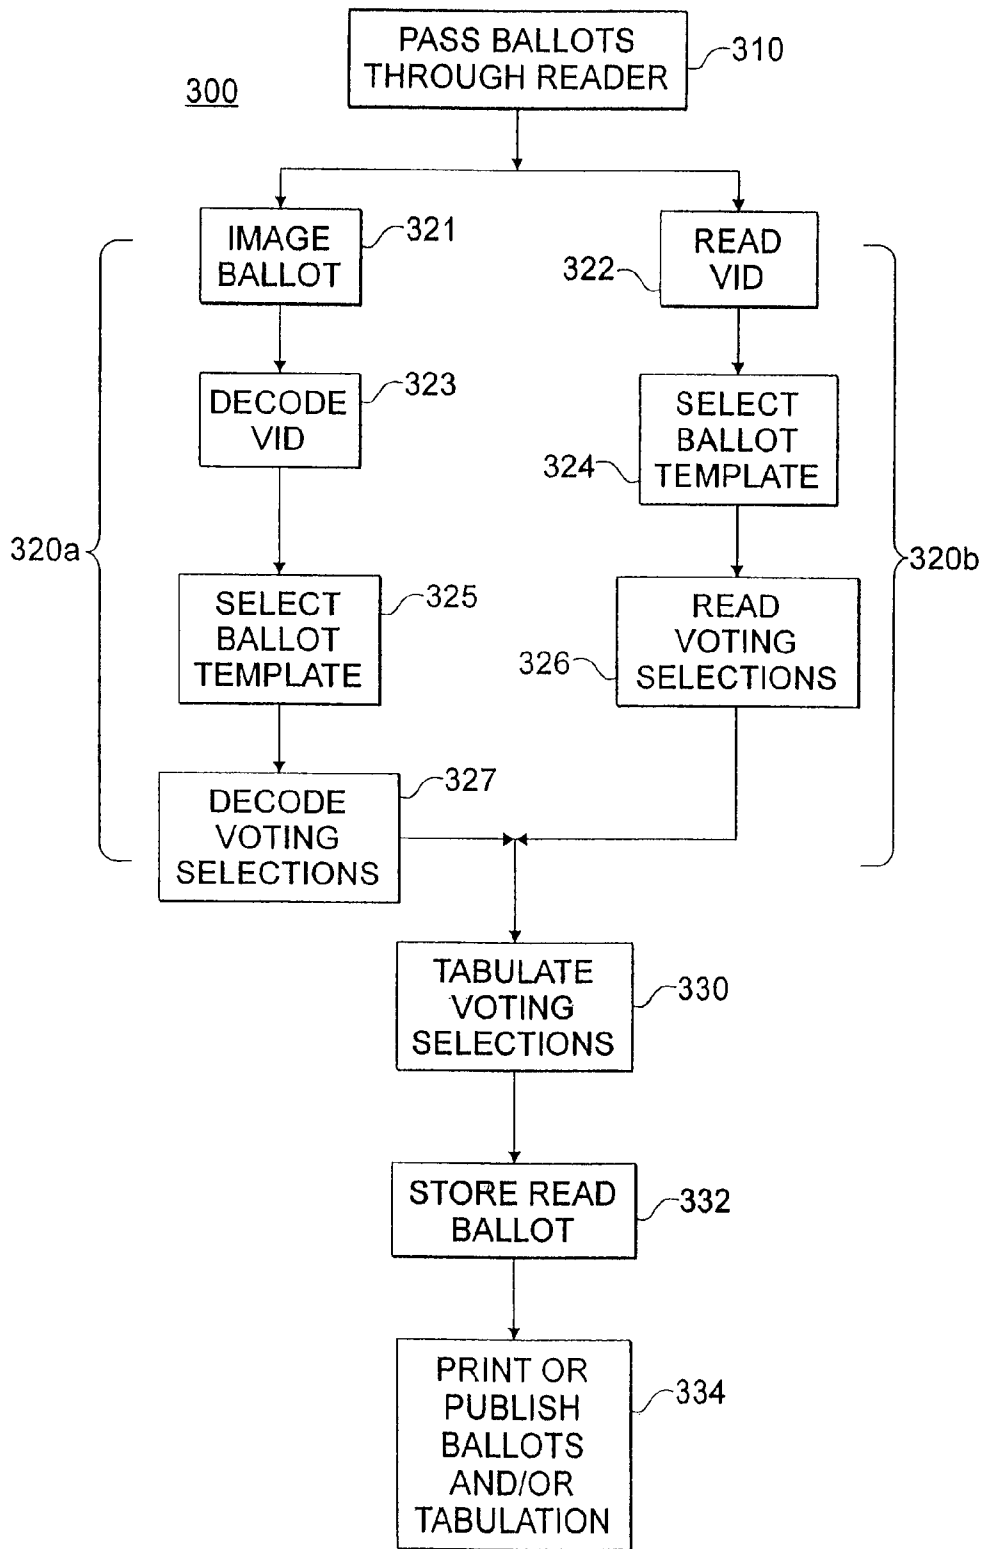 PASS BALLOTS
THROUGH READER
310
300
IMAGE
BALLOT
321
READ
VID
322
DECODE
VID
323
SELECT
BALLOT
TEMPLATE
324
320a
320b
SELECT
BALLOT
TEMPLATE
325
READ
VOTING
SELECTIONS
326
DECODE
VOTING
SELECTIONS
327
TABULATE
VOTING
SELECTIONS
330
STORE READ
BALLOT
332
PRINT OR
PUBLISH
BALLOTS
AND/OR
TABULATION
334